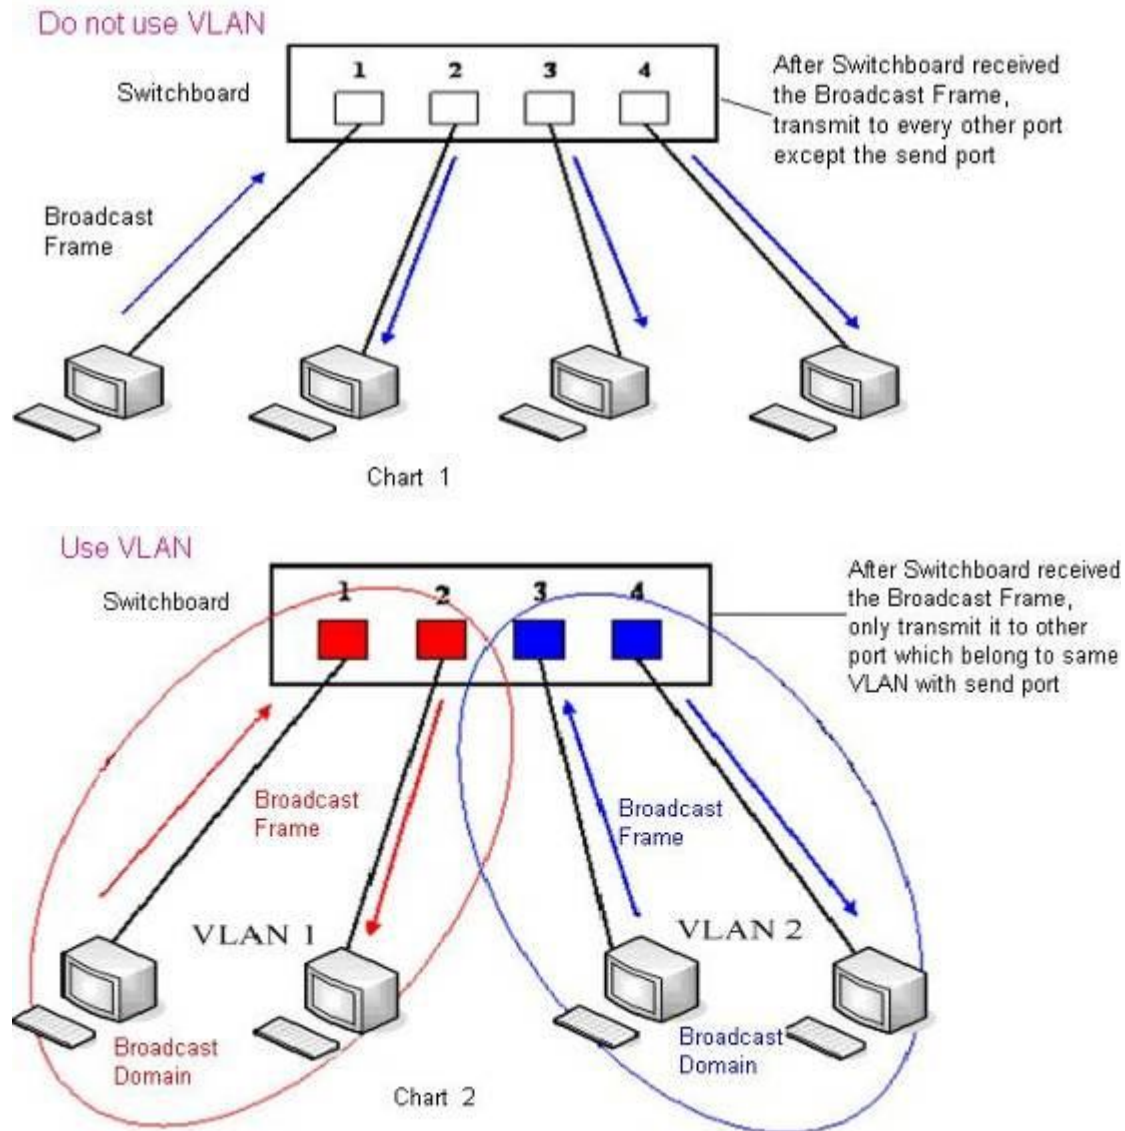 Do not use VLAN
1 2 3 4
Switchboard
After Switchboard received
the Broadcast Frame,
transmit to every other port
except the send port
Broadcast
Frame
Chart 1
Use VLAN
1 2 3 4
Switchboard
After Switchboard received
the Broadcast Frame,
only transmit it to other
port which belong to same
VLAN with send port
Broadcast
Frame
Broadcast
Frame
VLAN 1
VLAN 2
Broadcast
Domain
Broadcast
Domain
Chart 2